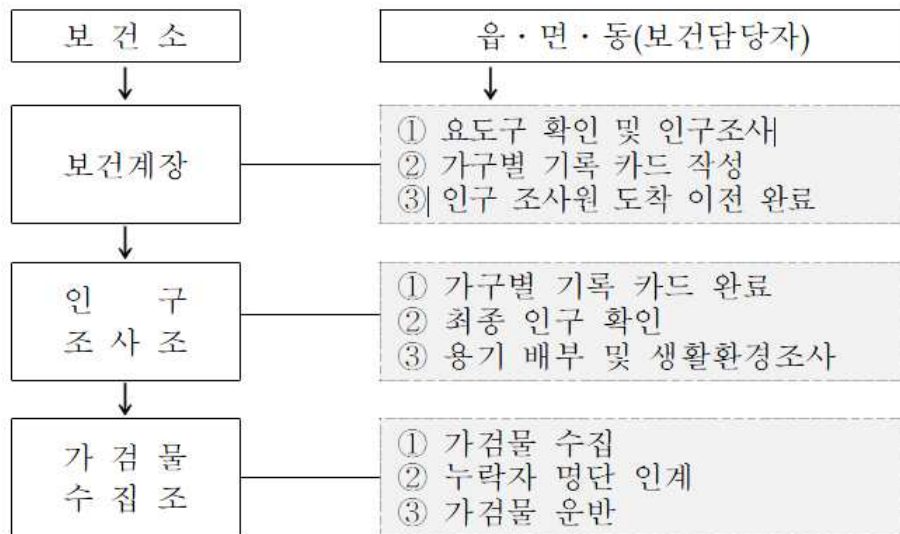 보 건 소
읍ㆍ면ㆍ동(보건담당자)
보건계장
① 요도구 확인 및 인구조사
② 가구별 기록 카드 작성
③ 인구 조사원 도착 이전 완료
인 구
조 사 조
① 가구별 기록 카드 완료
② 최종 인구 확인
③ 용기 배부 및 생활환경조사
가 검 물
수 집 조
① 가검물 수집
② 누락자 명단 인계
③ 가검물 운반